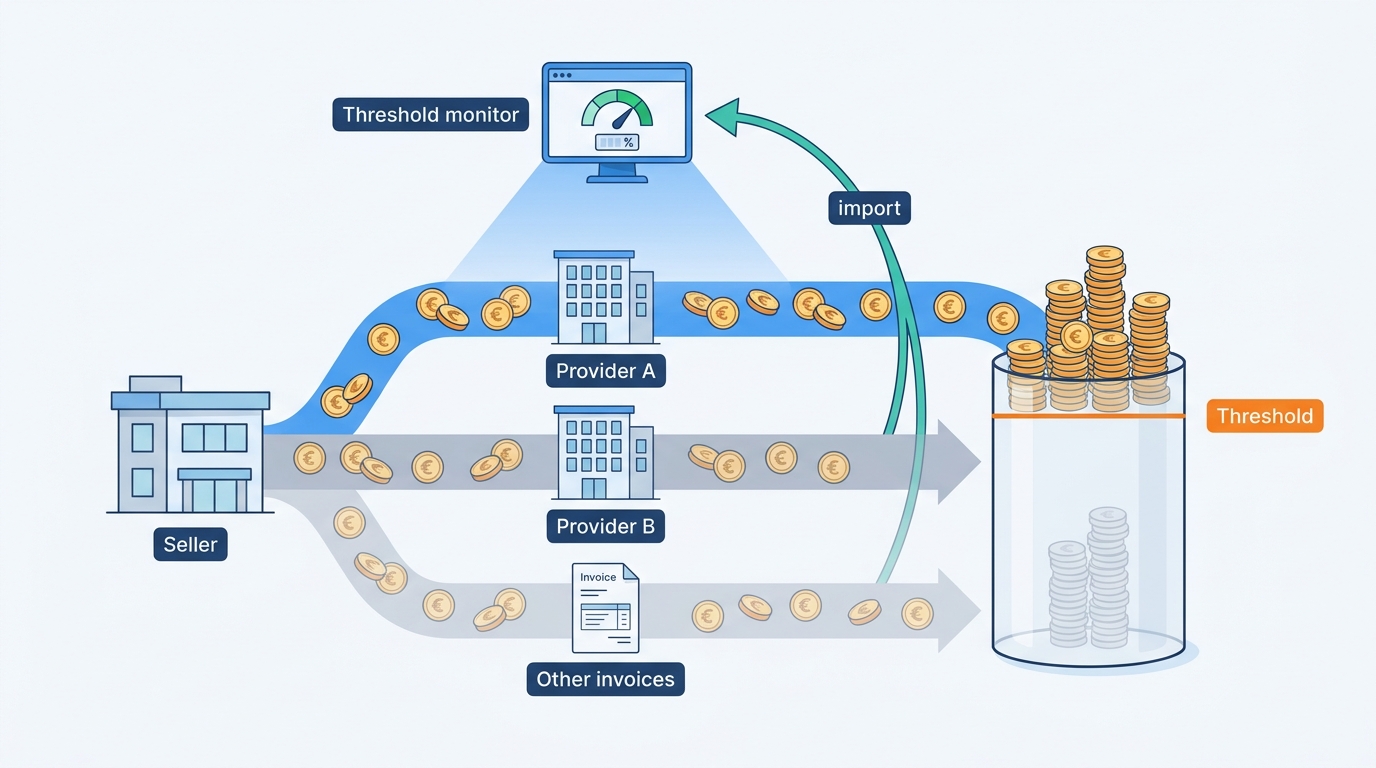 Threshold monitor
%
import
Provider A
Threshold
Provider B
Seller
Invoice
Other invoices